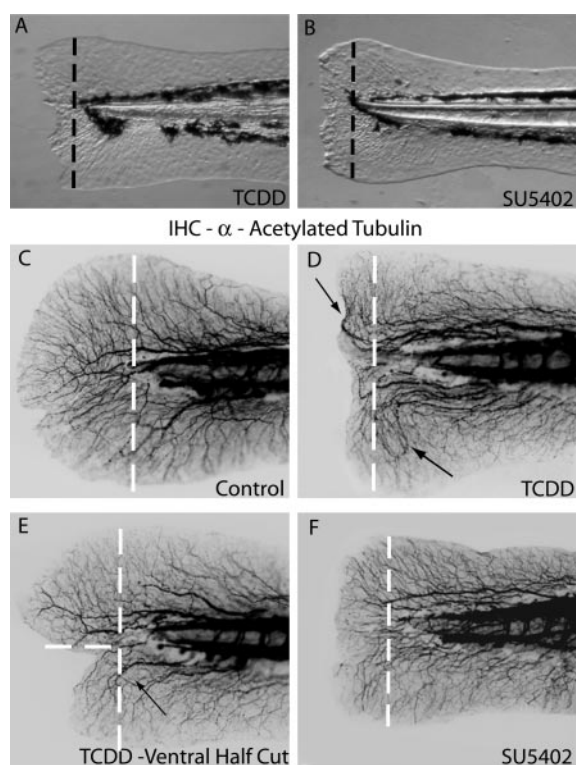 A
B
TCDD
SU5402
IHC - α - Acetylated Tubulin
C
D
Control
TCDD
E
F
TCDD -Ventral Half Cut
SU5402